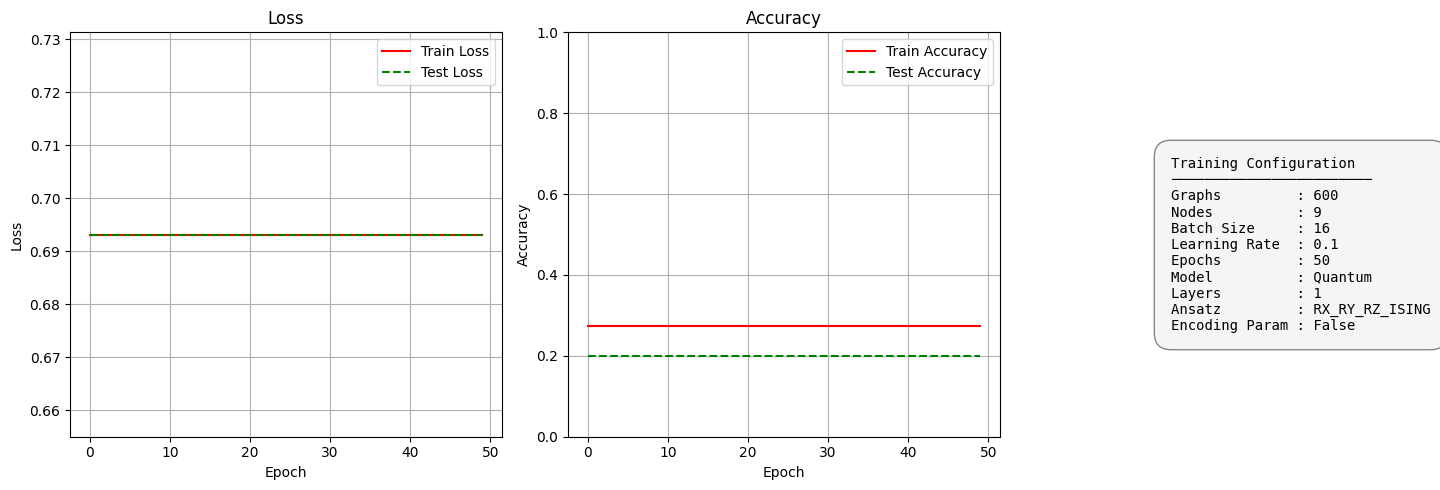 Loss
0.73
0.72
0.71
0.70
0.69
0.68
0.67
0.66
Loss
0
10
20
30
40
50
Epoch
Train Loss
Test Loss
Accuracy
1.0
0.8
0.6
0.4
0.2
0.0
Accuracy
0
10
20
30
40
50
Epoch
Train Accuracy
Test Accuracy
Training Configuration
Graphs : 600
Nodes : 9
Batch Size : 16
Learning Rate : 0.1
Epochs : 50
Model : Quantum
Layers : 1
Ansatz : RX_RY_RZ_ISING
Encoding Param : False